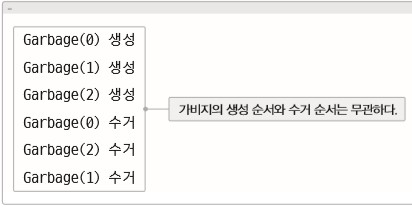 Garbage(0) 생성
Garbage(1) 생성
Garbage(2) 생성
Garbage(0) 수거
가비지의 생성 순서와 수거 순서는 무관하다.
Garbage(2) 수거
Garbage(1) 수거